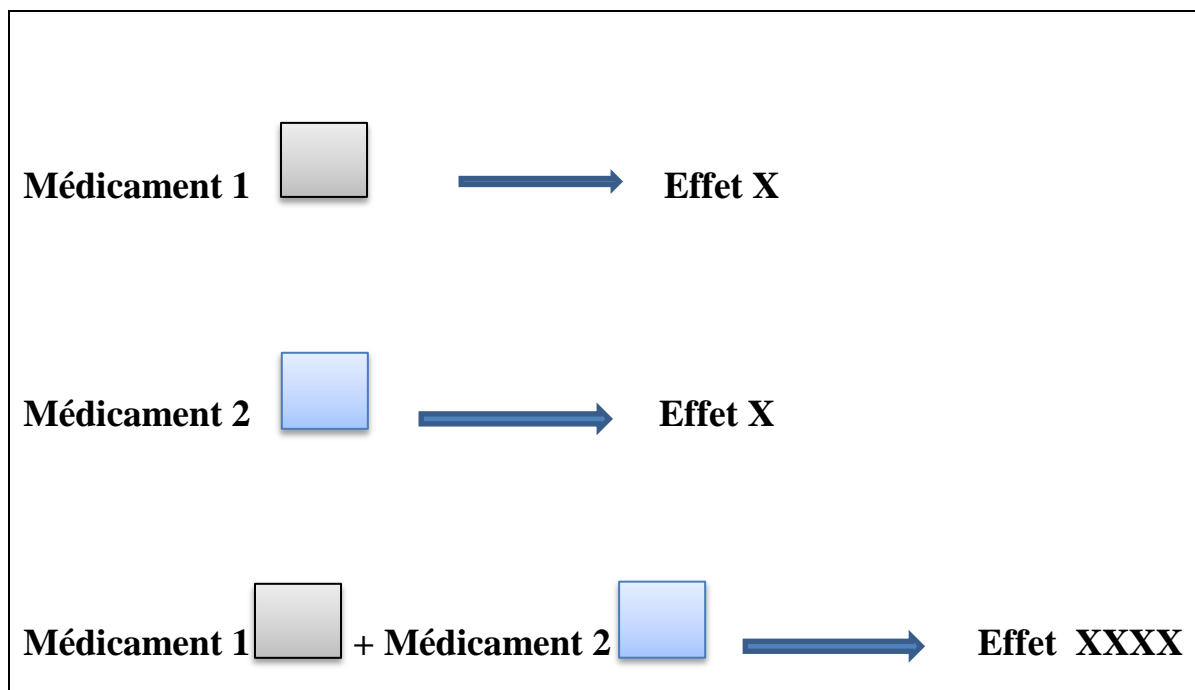 Médicament 1 Effet X
Médicament 2 Effet X
Médicament 1 + Médicament 2 Effet XXXX